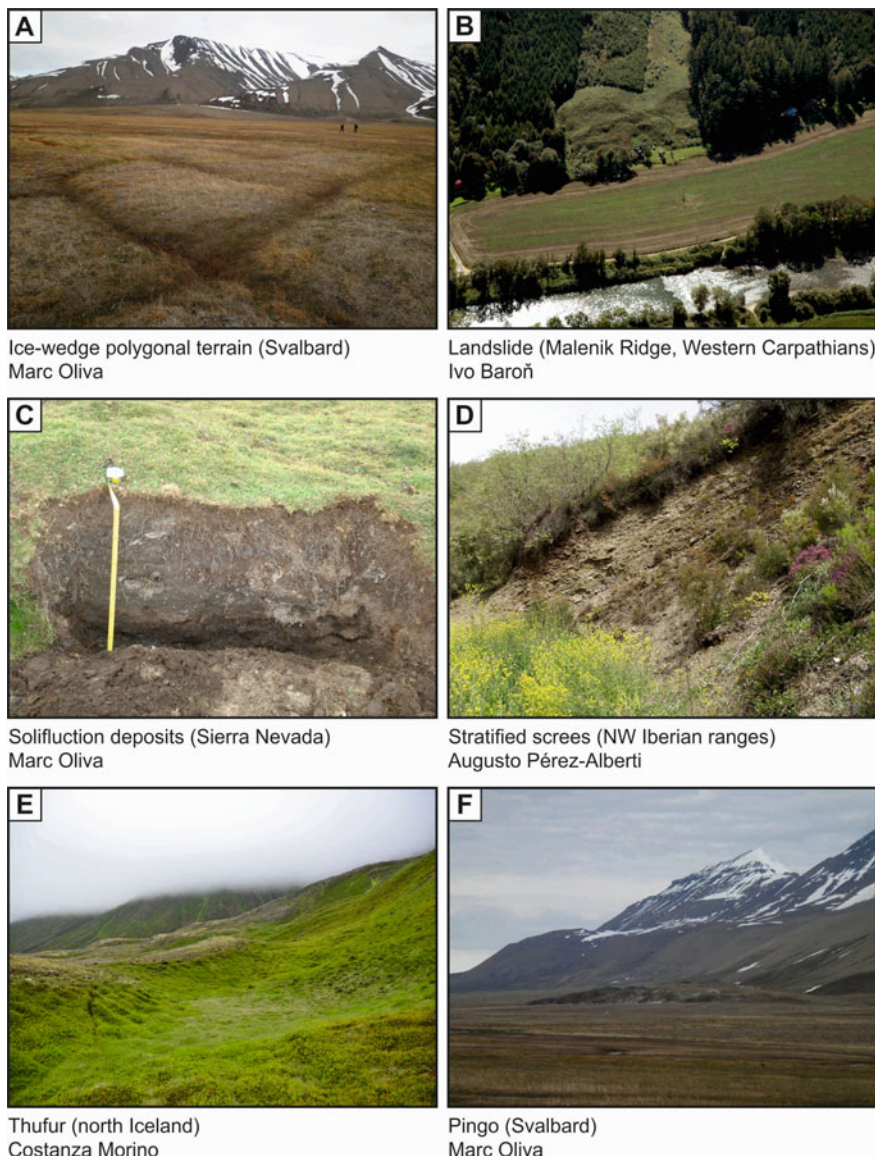 A
B
Ice-wedge polygonal terrain (Svalbard)
Marc Oliva
Landslide (Malenik Ridge, Western Carpathians)
Ivo Baroň
C
D
Solifluction deposits (Sierra Nevada)
Marc Oliva
Stratified screes (NW Iberian ranges)
Augusto Pérez-Alberti
E
F
Thufur (north Iceland)
Costanza Morino
Pingo (Svalbard)
Marc Oliva